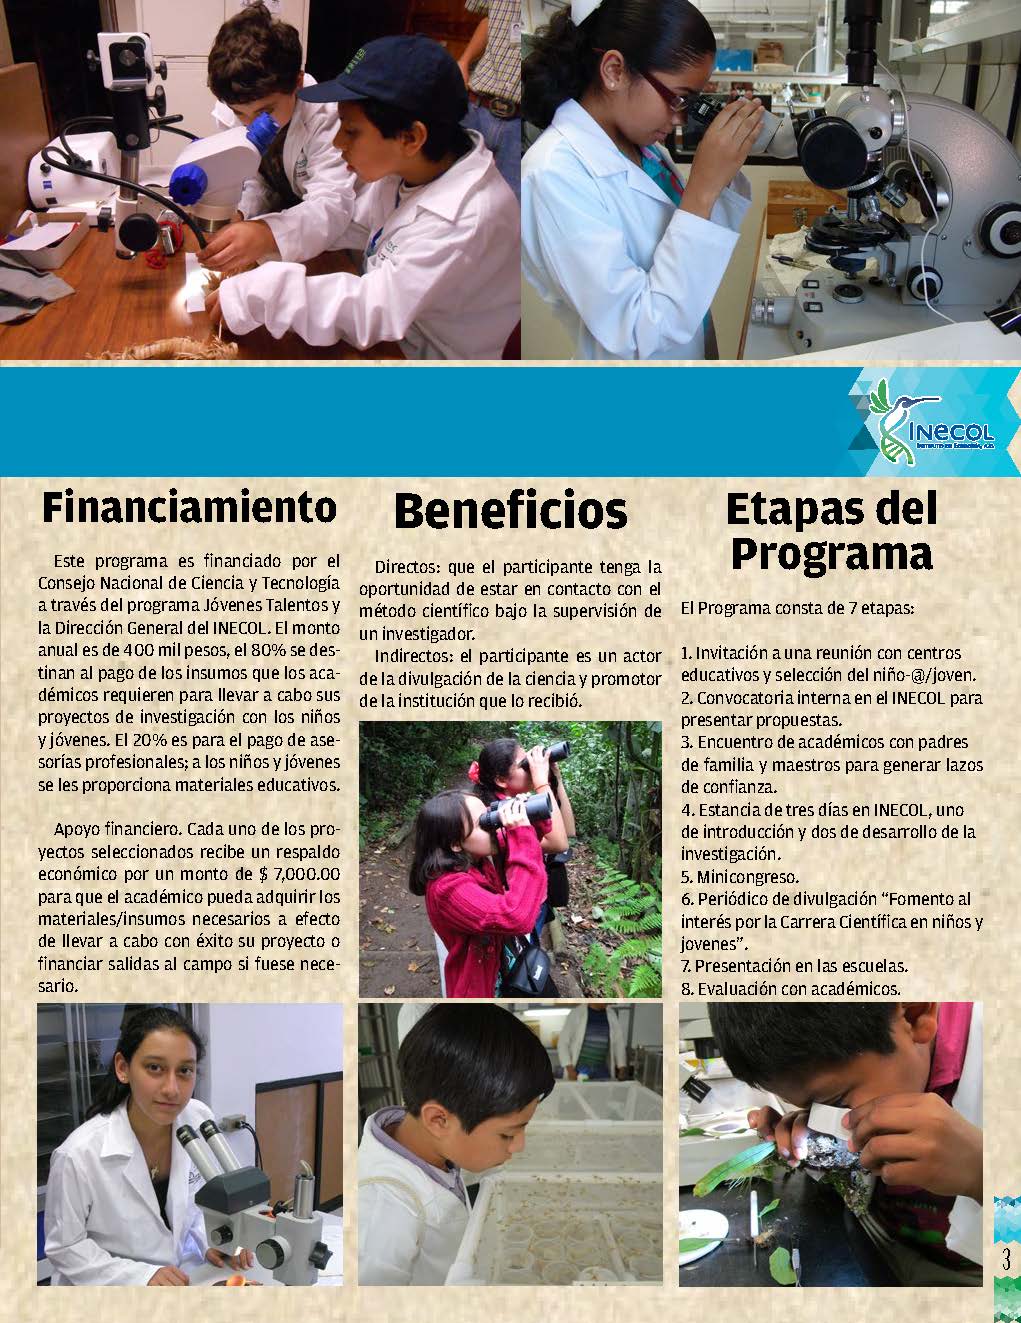 INECOL
INSTITUTO DE ECOLOGÍA, A.C.
Financiamiento
Este programa es financiado por el
Consejo Nacional de Ciencia y Tecnología
a través del programa Jóvenes Talentos y
la Dirección General del INECOL. El monto
anual es de 400 mil pesos, el 80% se des-
tinan al pago de los insumos que los aca-
démicos requieren para llevar a cabo sus
proyectos de investigación con los niños
y jóvenes. El 20% es para el pago de ase-
sorías profesionales; a los niños y jóvenes
se les proporciona materiales educativos.
Apoyo financiero. Cada uno de los pro-
yectos seleccionados recibe un respaldo
económico por un monto de $ 7,000.00
para que el académico pueda adquirir los
materiales/insumos necesarios a efecto
de llevar a cabo con éxito su proyecto o
financiar salidas al campo si fuese nece-
sario.
Beneficios
Directos: que el participante tenga la
oportunidad de estar en contacto con el
método científico bajo la supervisión de
un investigador.
Indirectos: el participante es un actor
de la divulgación de la ciencia y promotor
de la institución que lo recibió.
Etapas del
Programa
El Programa consta de 7 etapas:
1. Invitación a una reunión con centros
educativos y selección del niño-@/joven.
2. Convocatoria interna en el INECOL para
presentar propuestas.
3. Encuentro de académicos con padres
de familia y maestros para generar lazos
de confianza.
4. Estancia de tres días en INECOL, uno
de introducción y dos de desarrollo de la
investigación.
5. Minicongreso.
6. Periódico de divulgación “Fomento al
interés por la Carrera Científica en niños y
jovenes”.
7. Presentación en las escuelas.
8. Evaluación con académicos.
3